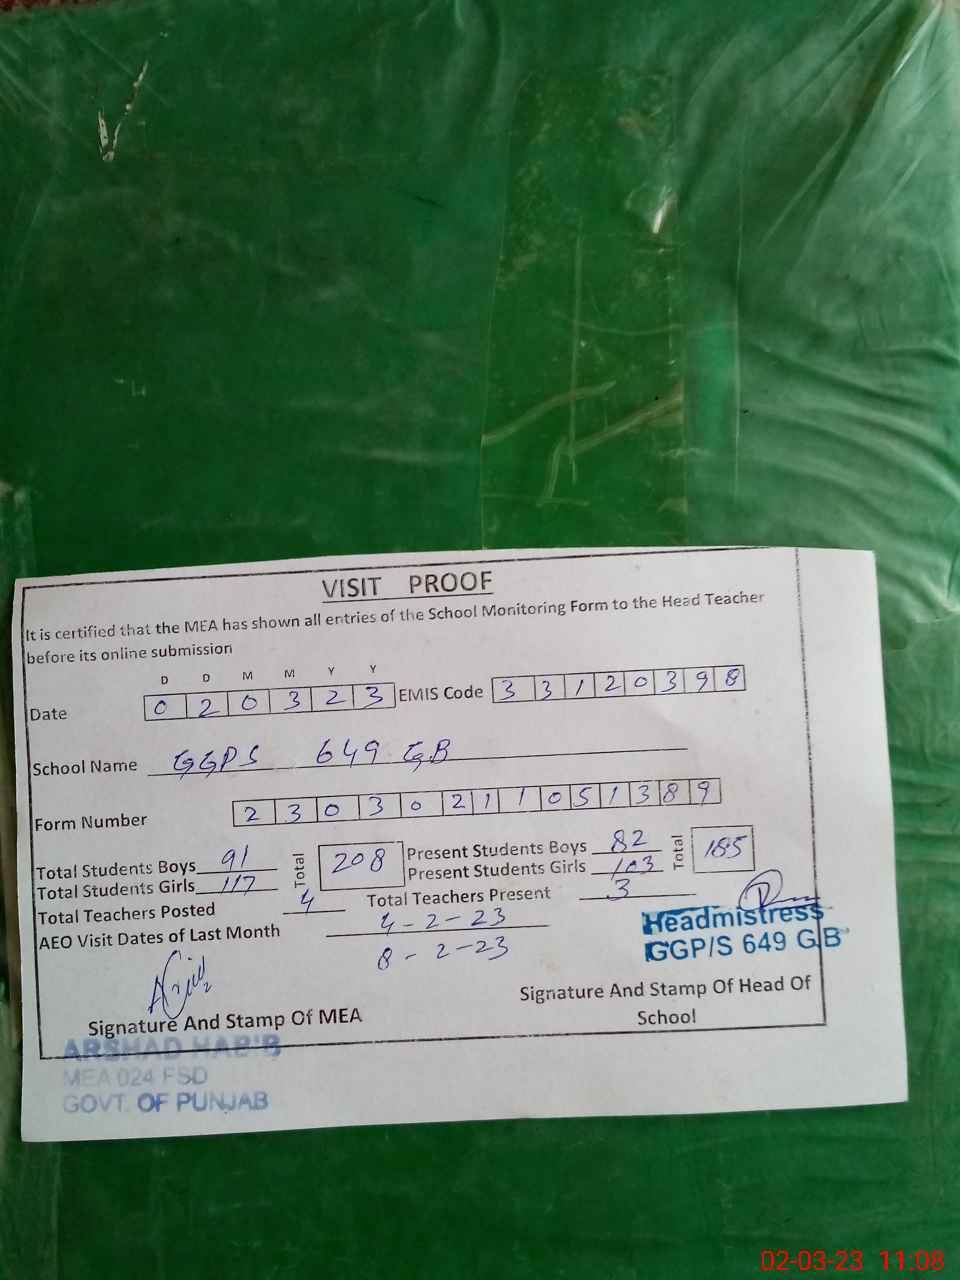 VISIT PROOF
It is certified that the MEA has shown all entries of the School Monitoring Form to the Head Teacher
before its online submission
D D M M Y Y
Date 0 2 0 3 2 3 EMIS Code 3 3 1 2 0 3 9 8
School Name GGPS 649 GB
Form Number 2 3 0 3 0 2 1 1 0 5 1 3 8 9
Total Students Boys 91 Total 208 Present Students Boys 82 Total 185
Total Students Girls 117 Present Students Girls 103
Total Teachers Posted 4 Total Teachers Present 3
AEO Visit Dates of Last Month 4-2-23
8-2-23
Headmistress
GGP/S 649 G.B
Signature And Stamp Of MEA Signature And Stamp Of Head Of
School
ARSHAD HABIB
MEA 024 FSD
GOVT. OF PUNJAB
02-03-23 11:08